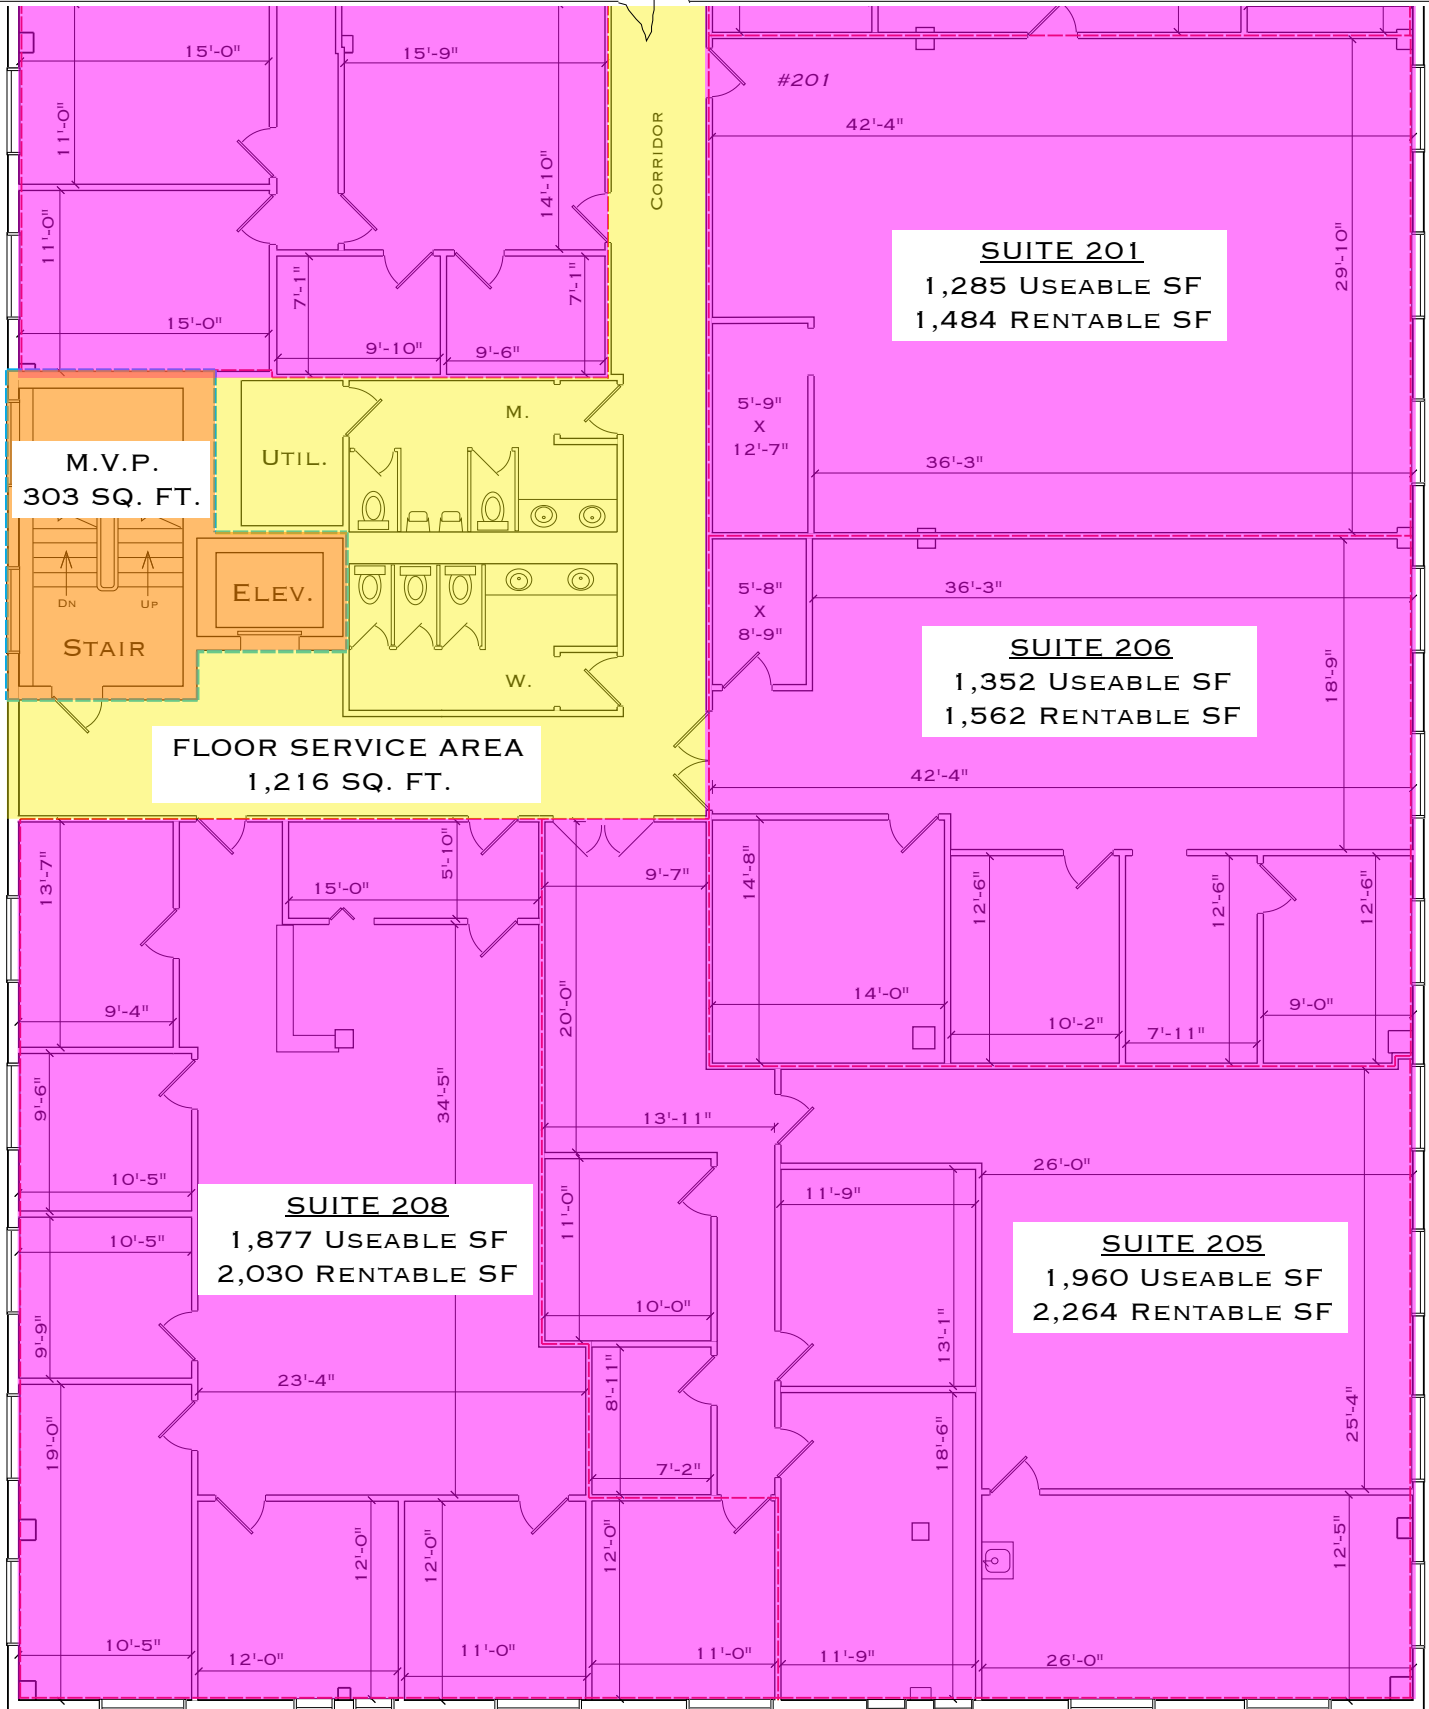 15'-0"
15'-9"
#201
11'-0"
CORRIDOR
42'-4"
14'-10"
11'-0"
SUITE 201
1,285 USEABLE SF
1,484 RENTABLE SF
29'-10"
7'-1"
7'-1"
15'-0"
9'-10"
9'-6"
M.
5'-9"
X
12'-7"
UTIL.
M.V.P.
303 SQ. FT.
36'-3"
5'-8"
X
8'-9"
36'-3"
ELEV.
DN
UP
STAIR
W.
SUITE 206
1,352 USEABLE SF
1,562 RENTABLE SF
18'-9"
FLOOR SERVICE AREA
1,216 SQ. FT.
42'-4"
13'-7"
5'-10"
15'-0"
9'-7"
14'-8"
12'-6"
12'-6"
12'-6"
9'-4"
20'-0"
14'-0"
10'-2"
7'-11"
9'-0"
9'-6"
34'-5"
13'-11"
10'-5"
11'-0"
11'-9"
26'-0"
SUITE 208
1,877 USEABLE SF
2,030 RENTABLE SF
10'-5"
SUITE 205
1,960 USEABLE SF
2,264 RENTABLE SF
9'-9"
10'-0"
13'-1"
23'-4"
8'-11"
25'-4"
19'-0"
7'-2"
18'-6"
12'-0"
12'-0"
12'-0"
12'-5"
10'-5"
12'-0"
11'-0"
11'-0"
11'-9"
26'-0"